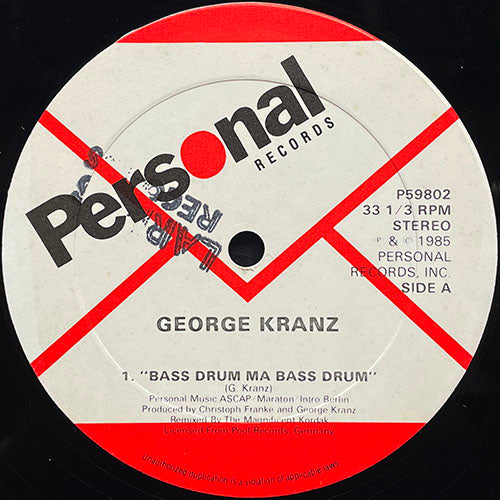 Personal
RECORDS
P59802
33 1/3 RPM
STEREO
℗ & © 1985
PERSONAL
RECORDS, INC.
SIDE A
GEORGE KRANZ
1. "BASS DRUM MA BASS DRUM"
(G. Kranz)
Personal Music ASCAP/Maraton/Intro Berlin
Produced by Christoph Franke and George Kranz
Remixed By The Magnificent Kordak
Licensed From Pool Records, Germany
unauthorized duplication is a violation of applicable laws